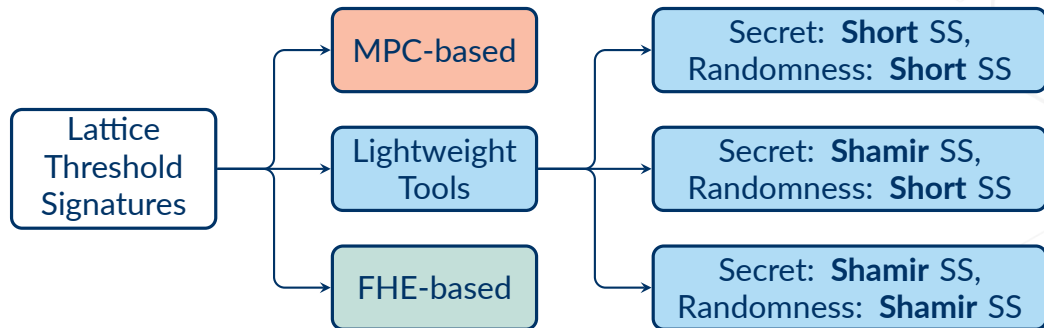 Lattice
Threshold
Signatures
MPC-based
Lightweight
Tools
FHE-based
Secret: Short SS,
Randomness: Short SS
Secret: Shamir SS,
Randomness: Short SS
Secret: Shamir SS,
Randomness: Shamir SS